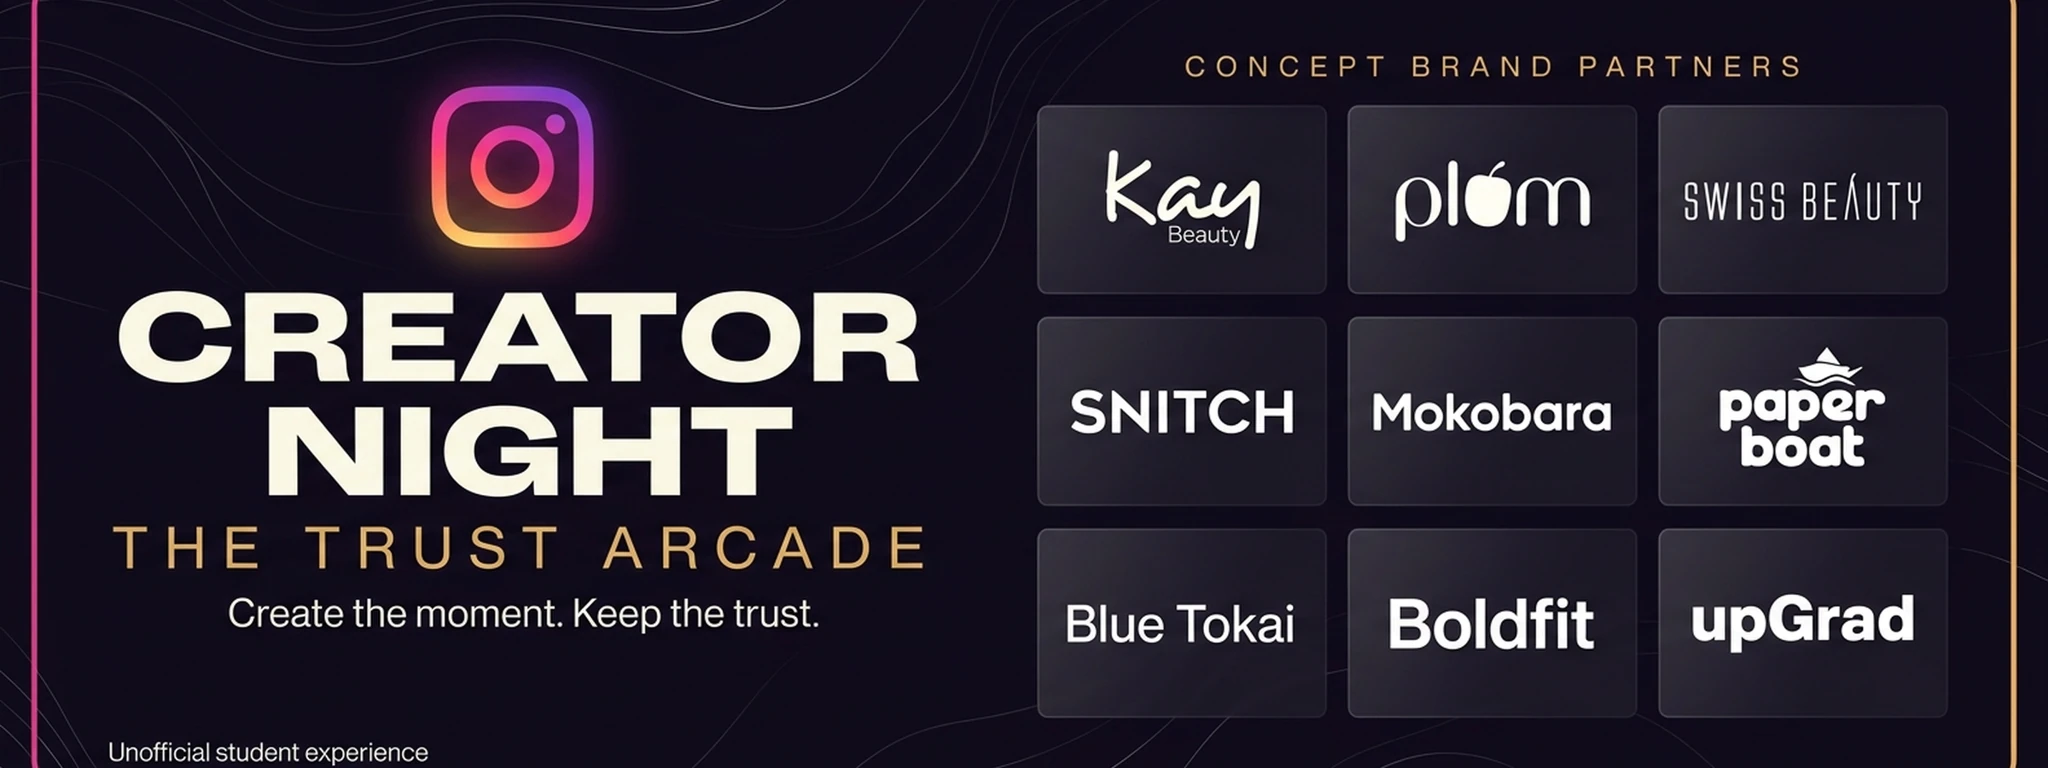 CREATOR
NIGHT
THE TRUST ARCADE
Create the moment. Keep the trust.
Unofficial student experience
CONCEPT BRAND PARTNERS
Kay
Beauty
plum
SWISS BEAUTY
SNITCH
Mokobara
paper
boat
Blue Tokai
Boldfit
upGrad